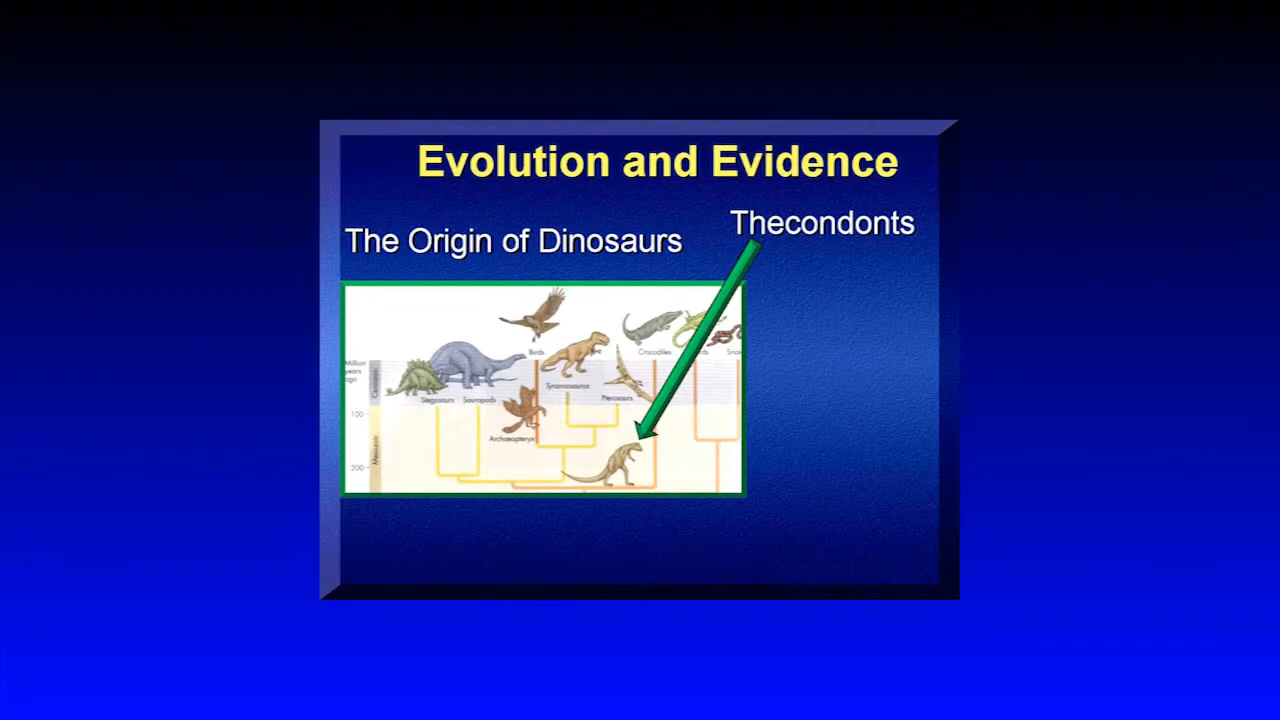 Evolution and Evidence
Thecondonts
The Origin of Dinosaurs
Birds
Crocodiles
Million
years
ago
Cenozoic
Tyrannosaurus
Stegosaurs
Sauropods
Pterosaurs
100
Archaeopteryx
Mesozoic
200